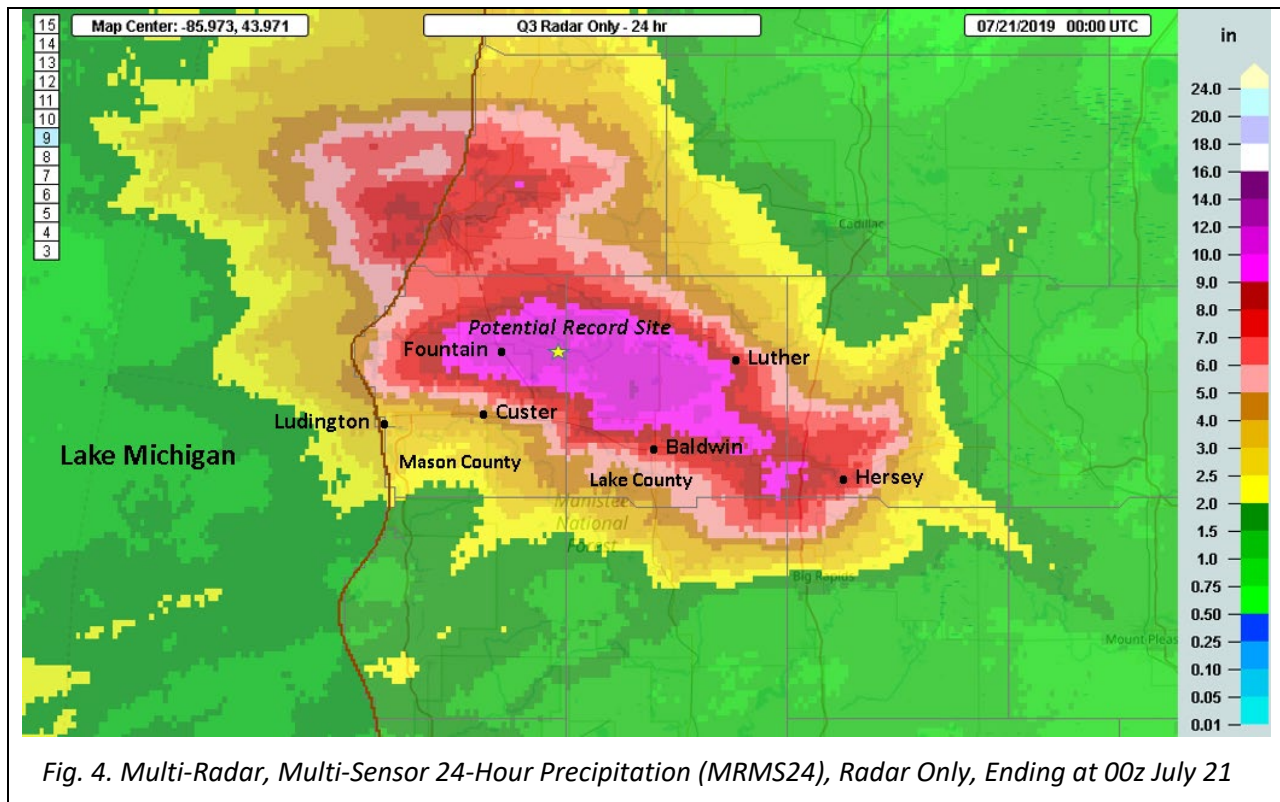 15
14
13
12
11
10
9
8
7
6
5
4
3
Map Center: -85.973, 43.971
Q3 Radar Only - 24 hr
07/21/2019 00:00 UTC
in
24.0
20.0
18.0
16.0
14.0
12.0
10.0
9.0
8.0
7.0
6.0
5.0
4.0
3.0
2.5
2.0
1.5
1.0
0.75
0.50
0.25
0.10
0.05
0.01
Cadillac
Potential Record Site
Fountain
Luther
Custer
Ludington
Baldwin
Lake Michigan
Mason County
Lake County
Hersey
Manistee
National
Forest
Big Rapids
Mount Pleas
Fig. 4. Multi-Radar, Multi-Sensor 24-Hour Precipitation (MRMS24), Radar Only, Ending at 00z July 21